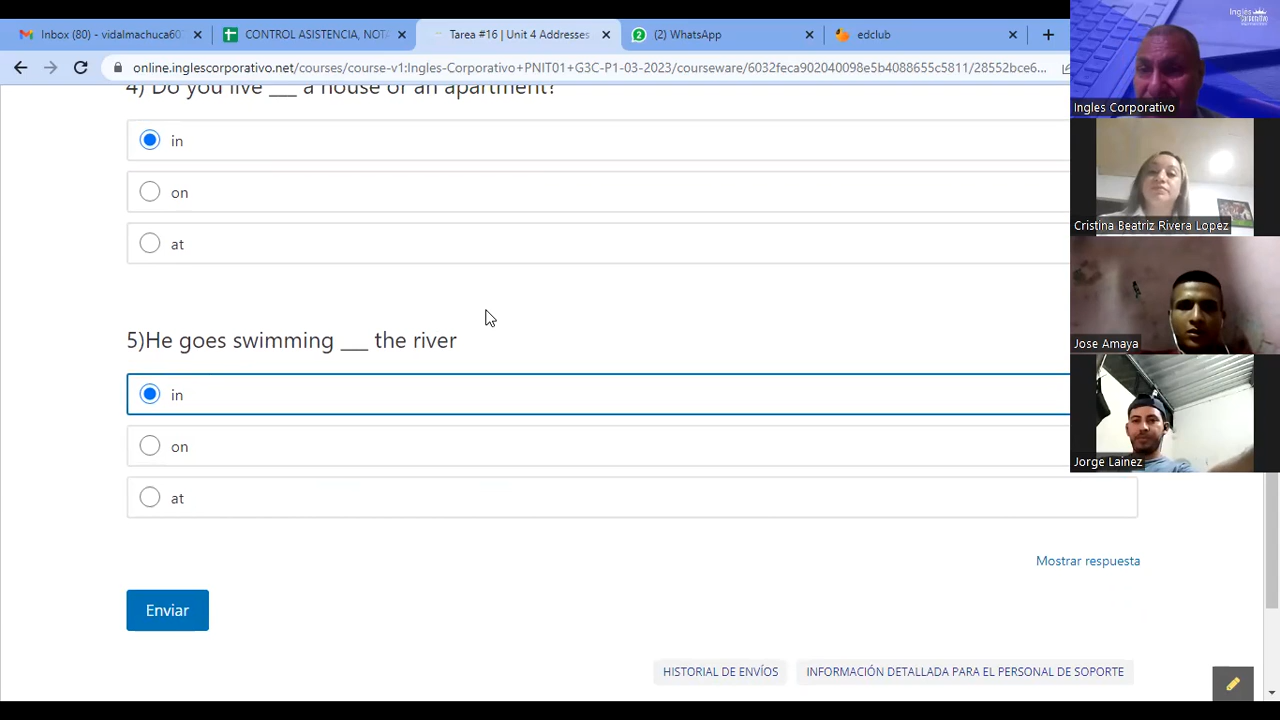 Inbox (80) - vidalmachuca60
CONTROL ASISTENCIA, NOT
Tarea #16 | Unit 4 Addresses
(2) WhatsApp
edclub
online.inglescorporativo.net/courses/course-v1:Ingles-Corporativo+PNIT01+G3C-P1-03-2023/courseware/6032feca902040098e5b4088655c5811/28552bce6...
4) Do you live ___ a house or an apartment?
in
on
at
5)He goes swimming ___ the river
in
on
at
Mostrar respuesta
Enviar
HISTORIAL DE ENVÍOS
INFORMACIÓN DETALLADA PARA EL PERSONAL DE SOPORTE
Ingles
Ingles Corporativo
Cristina Beatriz Rivera Lopez
Jose Amaya
Jorge Lainez